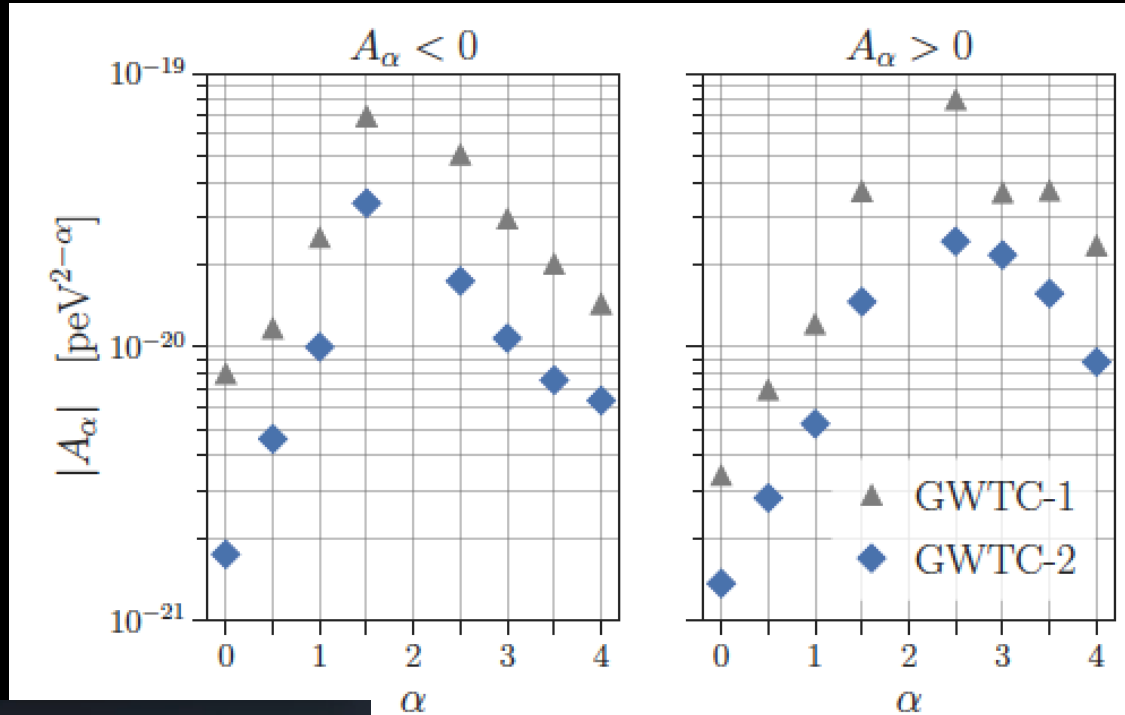 A_α < 0
A_α > 0
|A_α| [peV^{2−α}]
10^{−19}
10^{−20}
10^{−21}
0 1 2 3 4
α
0 1 2 3 4
α
GWTC-1
GWTC-2